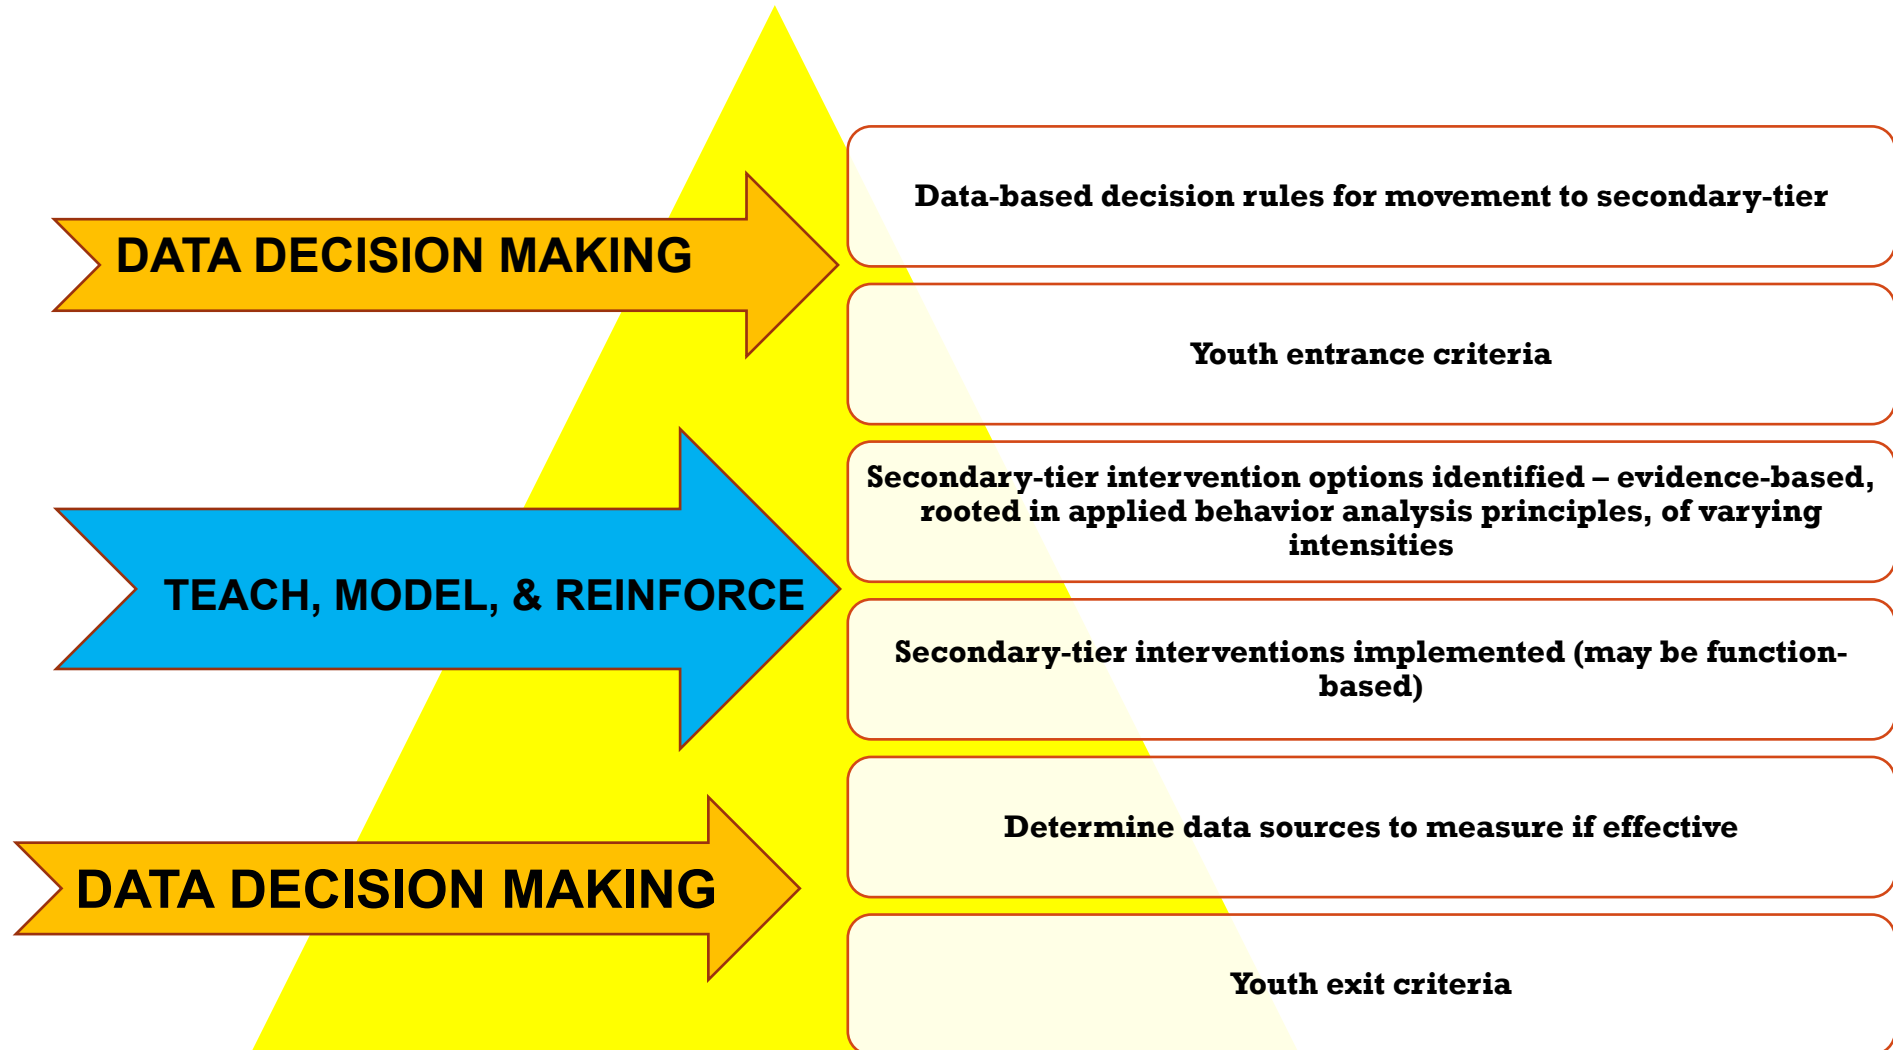 Data-based decision rules for movement to secondary-tier
DATA DECISION MAKING
Youth entrance criteria
Secondary-tier intervention options identified – evidence-based,
rooted in applied behavior analysis principles, of varying
intensities
TEACH, MODEL, & REINFORCE
Secondary-tier interventions implemented (may be function-
based)
Determine data sources to measure if effective
DATA DECISION MAKING
Youth exit criteria